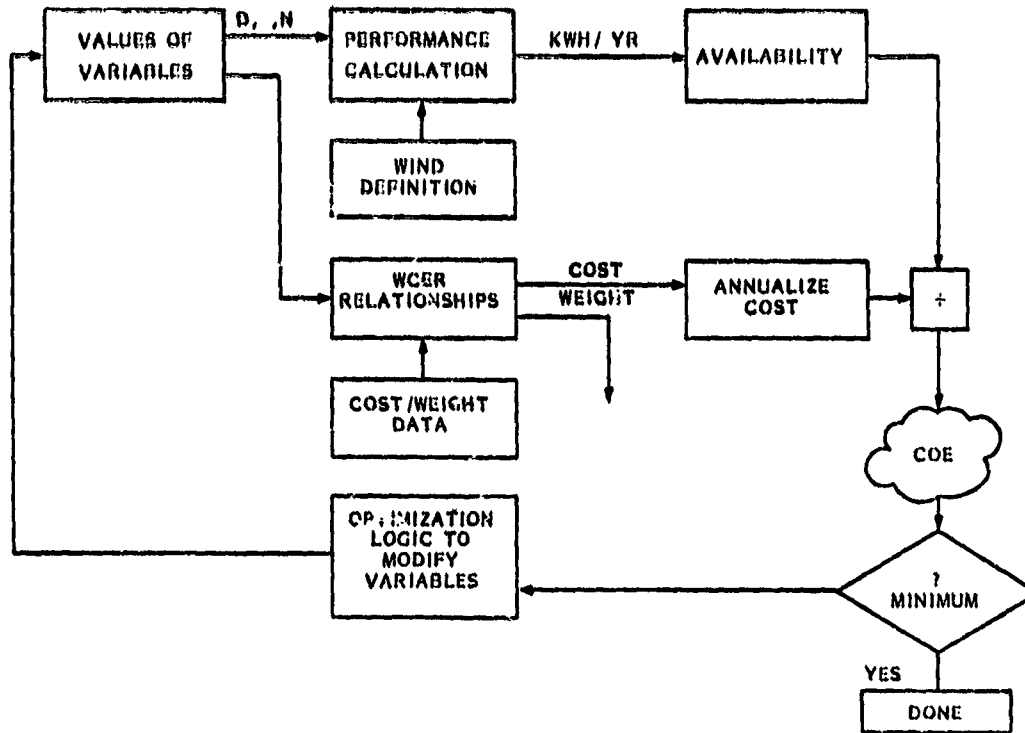 VALUES OF
VARIABLES
D, ,N
PERFORMANCE
CALCULATION
KWH/ YR
AVAILABILITY
WIND
DEFINITION
WCER
RELATIONSHIPS
COST
WEIGHT
ANNUALIZE
COST
÷
COST/WEIGHT
DATA
COE
OPTIMIZATION
LOGIC TO
MODIFY
VARIABLES
?
MINIMUM
YES
DONE